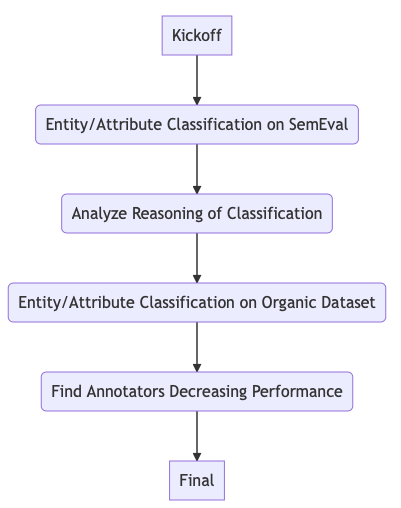 Kickoff
Entity/Attribute Classification on SemEval
Analyze Reasoning of Classification
Entity/Attribute Classification on Organic Dataset
Find Annotators Decreasing Performance
Final